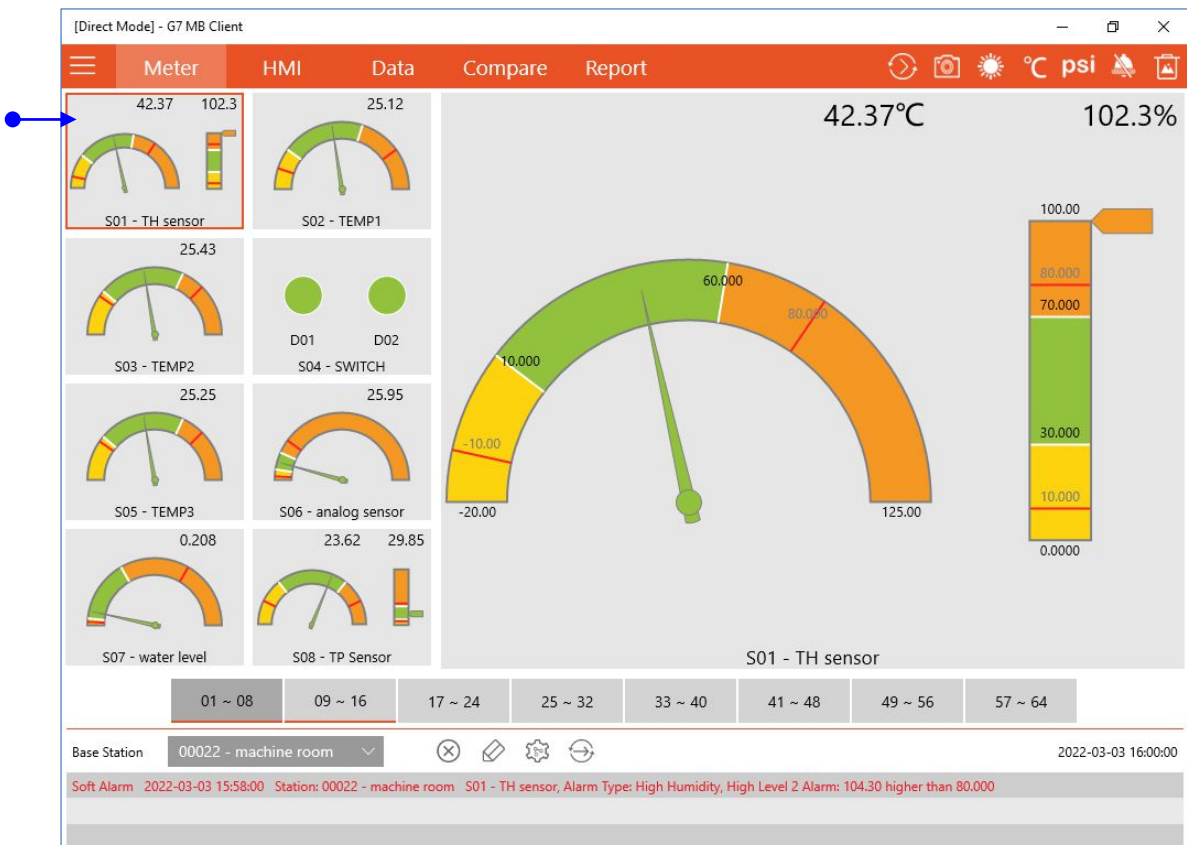 [Direct Mode] - G7 MB Client
Meter HMI Data Compare Report ℃ psi
42.37 102.3
S01 - TH sensor
25.12
S02 - TEMP1
25.43
S03 - TEMP2
D01 D02
S04 - SWITCH
25.25
S05 - TEMP3
25.95
S06 - analog sensor
0.208
S07 - water level
23.62 29.85
S08 - TP Sensor
42.37℃ 102.3%
-20.00
-10.00
10.000
60.000
80.000
125.00
100.00
80.000
70.000
30.000
10.000
0.0000
S01 - TH sensor
01 ~ 08 09 ~ 16 17 ~ 24 25 ~ 32 33 ~ 40 41 ~ 48 49 ~ 56 57 ~ 64
Base Station 00022 - machine room 2022-03-03 16:00:00
Soft Alarm 2022-03-03 15:58:00 Station: 00022 - machine room S01 - TH sensor, Alarm Type: High Humidity, High Level 2 Alarm: 104.30 higher than 80.000